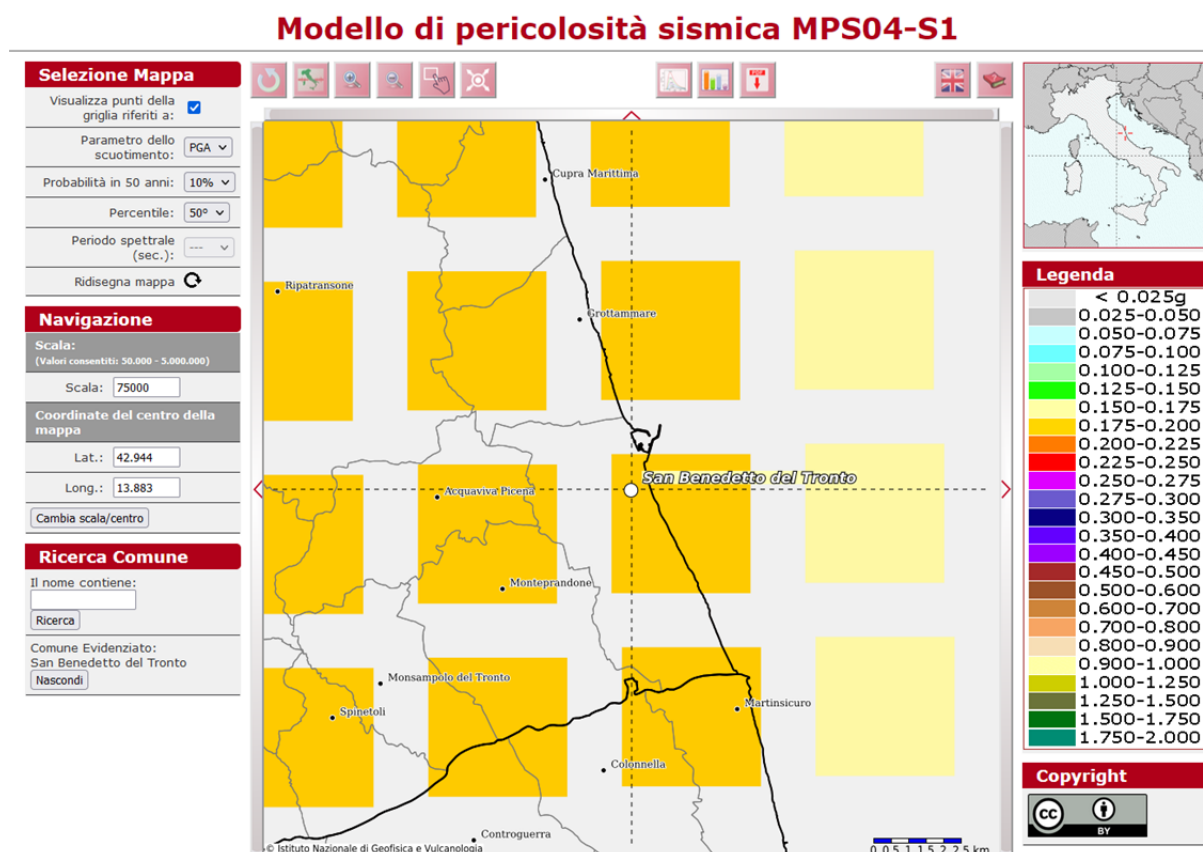 Modello di pericolosità sismica MPS04-S1
Selezione Mappa
Visualizza punti della
griglia riferiti a:
Parametro dello
scuotimento:
PGA
Probabilità in 50 anni:
10%
Percentile:
50º
Periodo spettrale
(sec.):
---
Ridisegna mappa
Navigazione
Scala:
(Valori consentiti: 50.000 - 5.000.000)
Scala:
75000
Coordinate del centro della
mappa
Lat.:
42.944
Long.:
13.883
Cambia scala/centro
Ricerca Comune
Il nome contiene:
Ricerca
Comune Evidenziato:
San Benedetto del Tronto
Nascondi
PDF
Cupra Marittima
Ripatransone
Grottammare
San Benedetto del Tronto
Acquaviva Picena
Monteprandone
Monsampolo del Tronto
Spinetoli
Martinsicuro
Colonnella
Controguerra
© Istituto Nazionale di Geofisica e Vulcanologia
0 0.5 1 1.5 2 2.5 km
Legenda
< 0.025g
0.025-0.050
0.050-0.075
0.075-0.100
0.100-0.125
0.125-0.150
0.150-0.175
0.175-0.200
0.200-0.225
0.225-0.250
0.250-0.275
0.275-0.300
0.300-0.350
0.350-0.400
0.400-0.450
0.450-0.500
0.500-0.600
0.600-0.700
0.700-0.800
0.800-0.900
0.900-1.000
1.000-1.250
1.250-1.500
1.500-1.750
1.750-2.000
Copyright
cc
BY